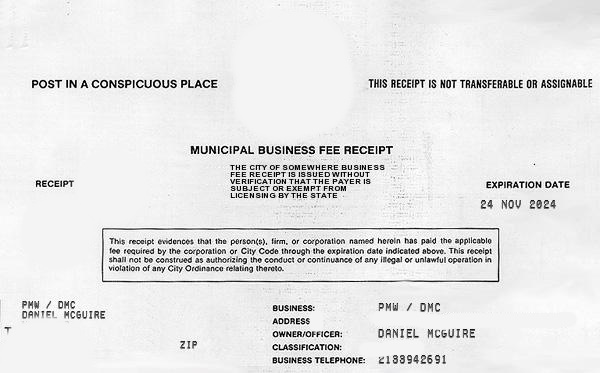 POST IN A CONSPICUOUS PLACE
THIS RECEIPT IS NOT TRANSFERABLE OR ASSIGNABLE
MUNICIPAL BUSINESS FEE RECEIPT
THE CITY OF SOMEWHERE BUSINESS
FEE RECEIPT IS ISSUED WITHOUT
VERIFICATION THAT THE PAYER IS
SUBJECT OR EXEMPT FROM
LICENSING BY THE STATE
RECEIPT
EXPIRATION DATE
24 NOV 2024
This receipt evidences that the person(s), firm, or corporation named herein has paid the applicable
fee required by the corporation or City Code through the expiration date indicated above. This receipt
shall not be construed as authorizing the conduct or continuance of any illegal or unlawful operation in
violation of any City Ordinance relating thereto.
PMW / DMC
DANIEL MCGUIRE
T
ZIP
BUSINESS: PMW / DMC
ADDRESS
OWNER/OFFICER: DANIEL MCGUIRE
CLASSIFICATION:
BUSINESS TELEPHONE: 2188942691